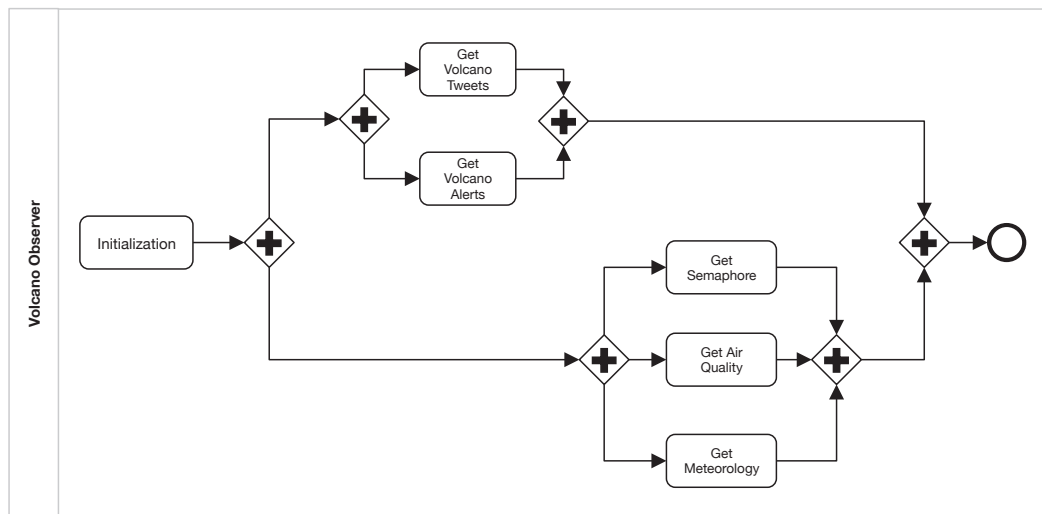 Volcano Observer
Initialization
Get
Volcano
Tweets
Get
Volcano
Alerts
Get
Semaphore
Get Air
Quality
Get
Meteorology